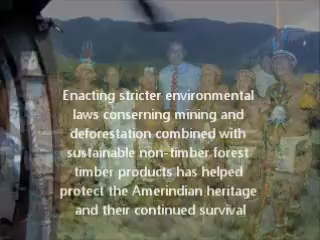 Enacting stricter environmental
laws conserning mining and
deforestation combined with
sustainable non-timber forest
timber products has helped
protect the Amerindian heritage
and their continued survival